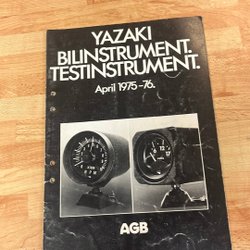 YAZAKI
BILINSTRUMENT.
TESTINSTRUMENT.
April 1975-76.
AGB